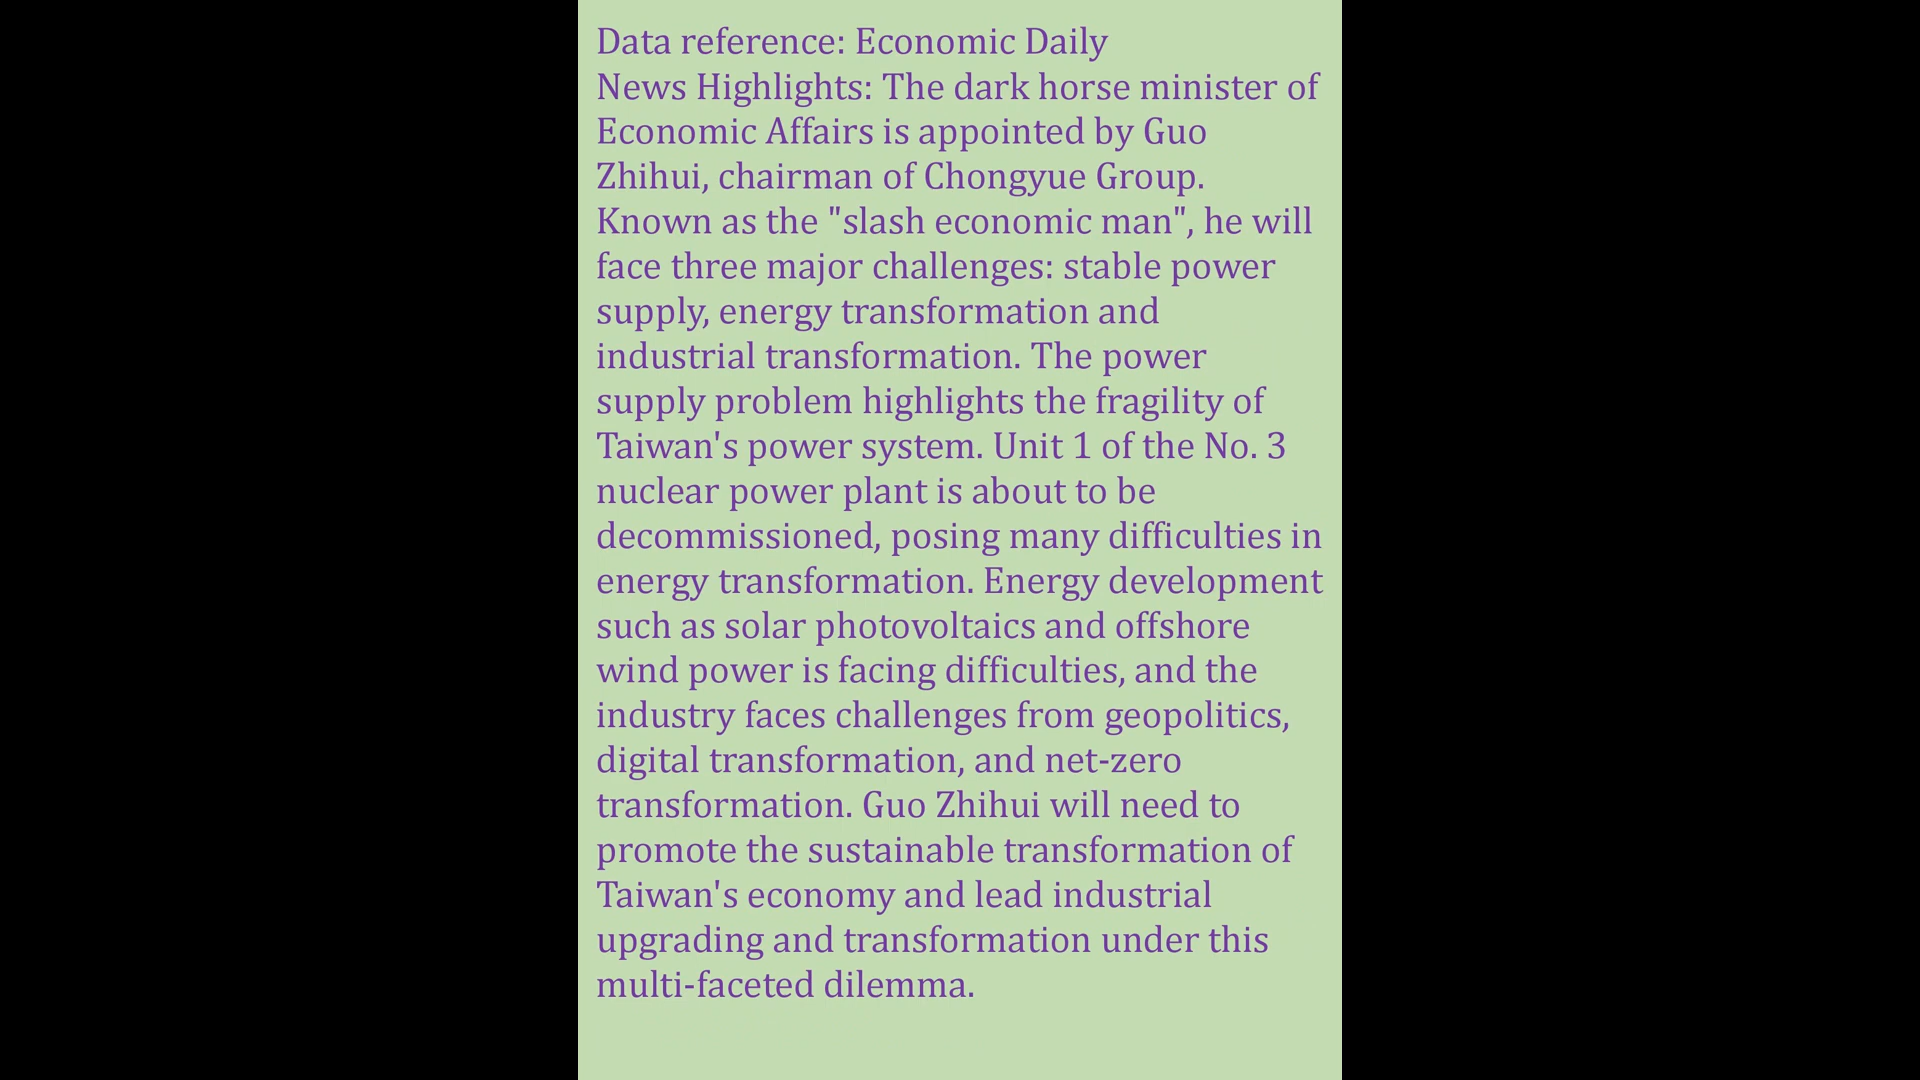 Data reference: Economic Daily
News Highlights: The dark horse minister of
Economic Affairs is appointed by Guo
Zhihui, chairman of Chongyue Group.
Known as the "slash economic man", he will
face three major challenges: stable power
supply, energy transformation and
industrial transformation. The power
supply problem highlights the fragility of
Taiwan's power system. Unit 1 of the No. 3
nuclear power plant is about to be
decommissioned, posing many difficulties in
energy transformation. Energy development
such as solar photovoltaics and offshore
wind power is facing difficulties, and the
industry faces challenges from geopolitics,
digital transformation, and net-zero
transformation. Guo Zhihui will need to
promote the sustainable transformation of
Taiwan's economy and lead industrial
upgrading and transformation under this
multi-faceted dilemma.